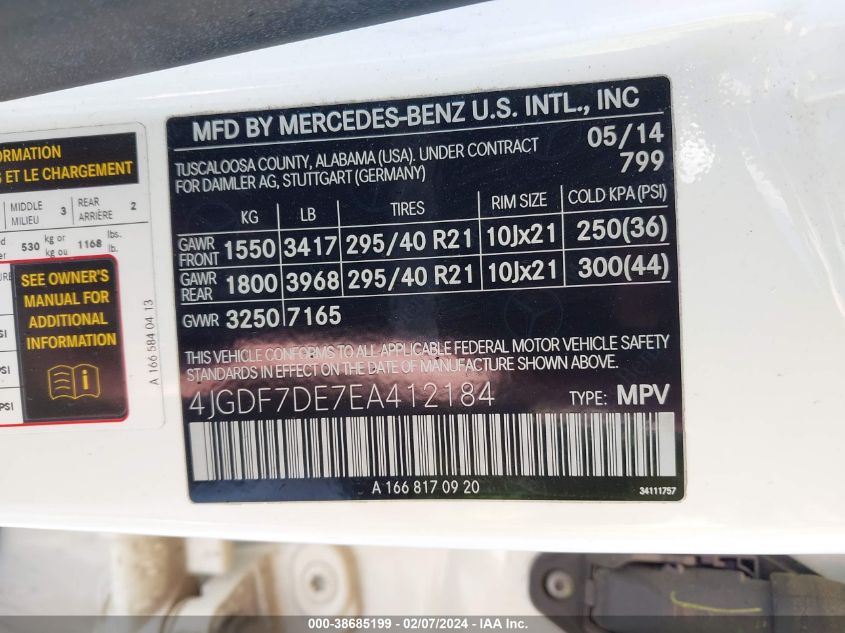 ORMATION
S ET LE CHARGEMENT
MIDDLE MILIEU 3 REAR ARRIÈRE 2
530 kg or kg ou 1168 lbs. lb.
SEE OWNER'S
MANUAL FOR
ADDITIONAL
INFORMATION
PSI
A 166 584 04 13
MFD BY MERCEDES-BENZ U.S. INTL., INC
TUSCALOOSA COUNTY, ALABAMA (USA). UNDER CONTRACT 05/14
FOR DAIMLER AG, STUTTGART (GERMANY) 799
KG LB TIRES RIM SIZE COLD KPA (PSI)
GAWR FRONT 1550 3417 295/40 R21 10Jx21 250(36)
GAWR REAR 1800 3968 295/40 R21 10Jx21 300(44)
GVWR 3250 7165
THIS VEHICLE CONFORMS TO ALL APPLICABLE FEDERAL MOTOR VEHICLE SAFETY
STANDARDS IN EFFECT ON THE DATE OF MANUFACTURE SHOWN ABOVE.
4JGDF7DE7EA412184 TYPE: MPV
A 166 817 09 20
34111757
000-38685199 - 02/07/2024 - IAA Inc.